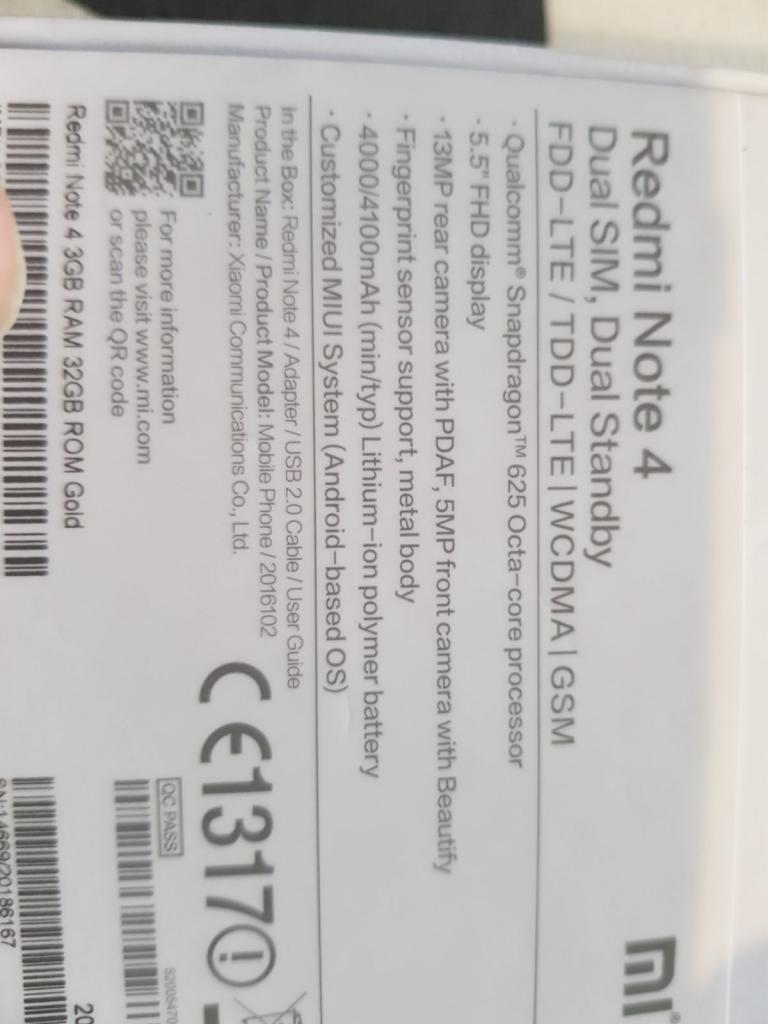 Redmi Note 4
Dual SIM, Dual Standby
FDD-LTE / TDD-LTE | WCDMA | GSM
mi®
· Qualcomm® Snapdragon™ 625 Octa-core processor
· 5.5" FHD display
· 13MP rear camera with PDAF, 5MP front camera with Beautify
· Fingerprint sensor support, metal body
· 4000/4100mAh (min/typ) Lithium-ion polymer battery
· Customized MIUI System (Android-based OS)
In the Box: Redmi Note 4 / Adapter / USB 2.0 Cable / User Guide
Product Name / Product Model: Mobile Phone / 2016102
Manufacturer: Xiaomi Communications Co., Ltd.
CE1317
For more information
please visit www.mi.com
or scan the QR code
QC PASS
Redmi Note 4 3GB RAM 32GB ROM Gold
20